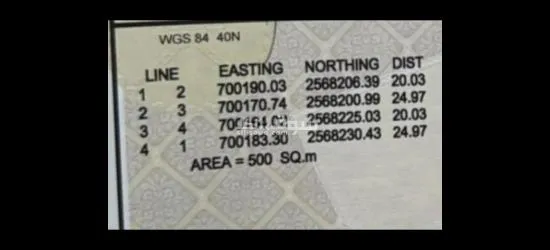 WGS 84 40N
LINE EASTING NORTHING DIST
1 2 700190.03 2568206.39 20.03
2 3 700170.74 2568200.99 24.97
3 4 2568225.03 20.03
4 1 700183.30 2568230.43 24.97
AREA = 500 SQ.m